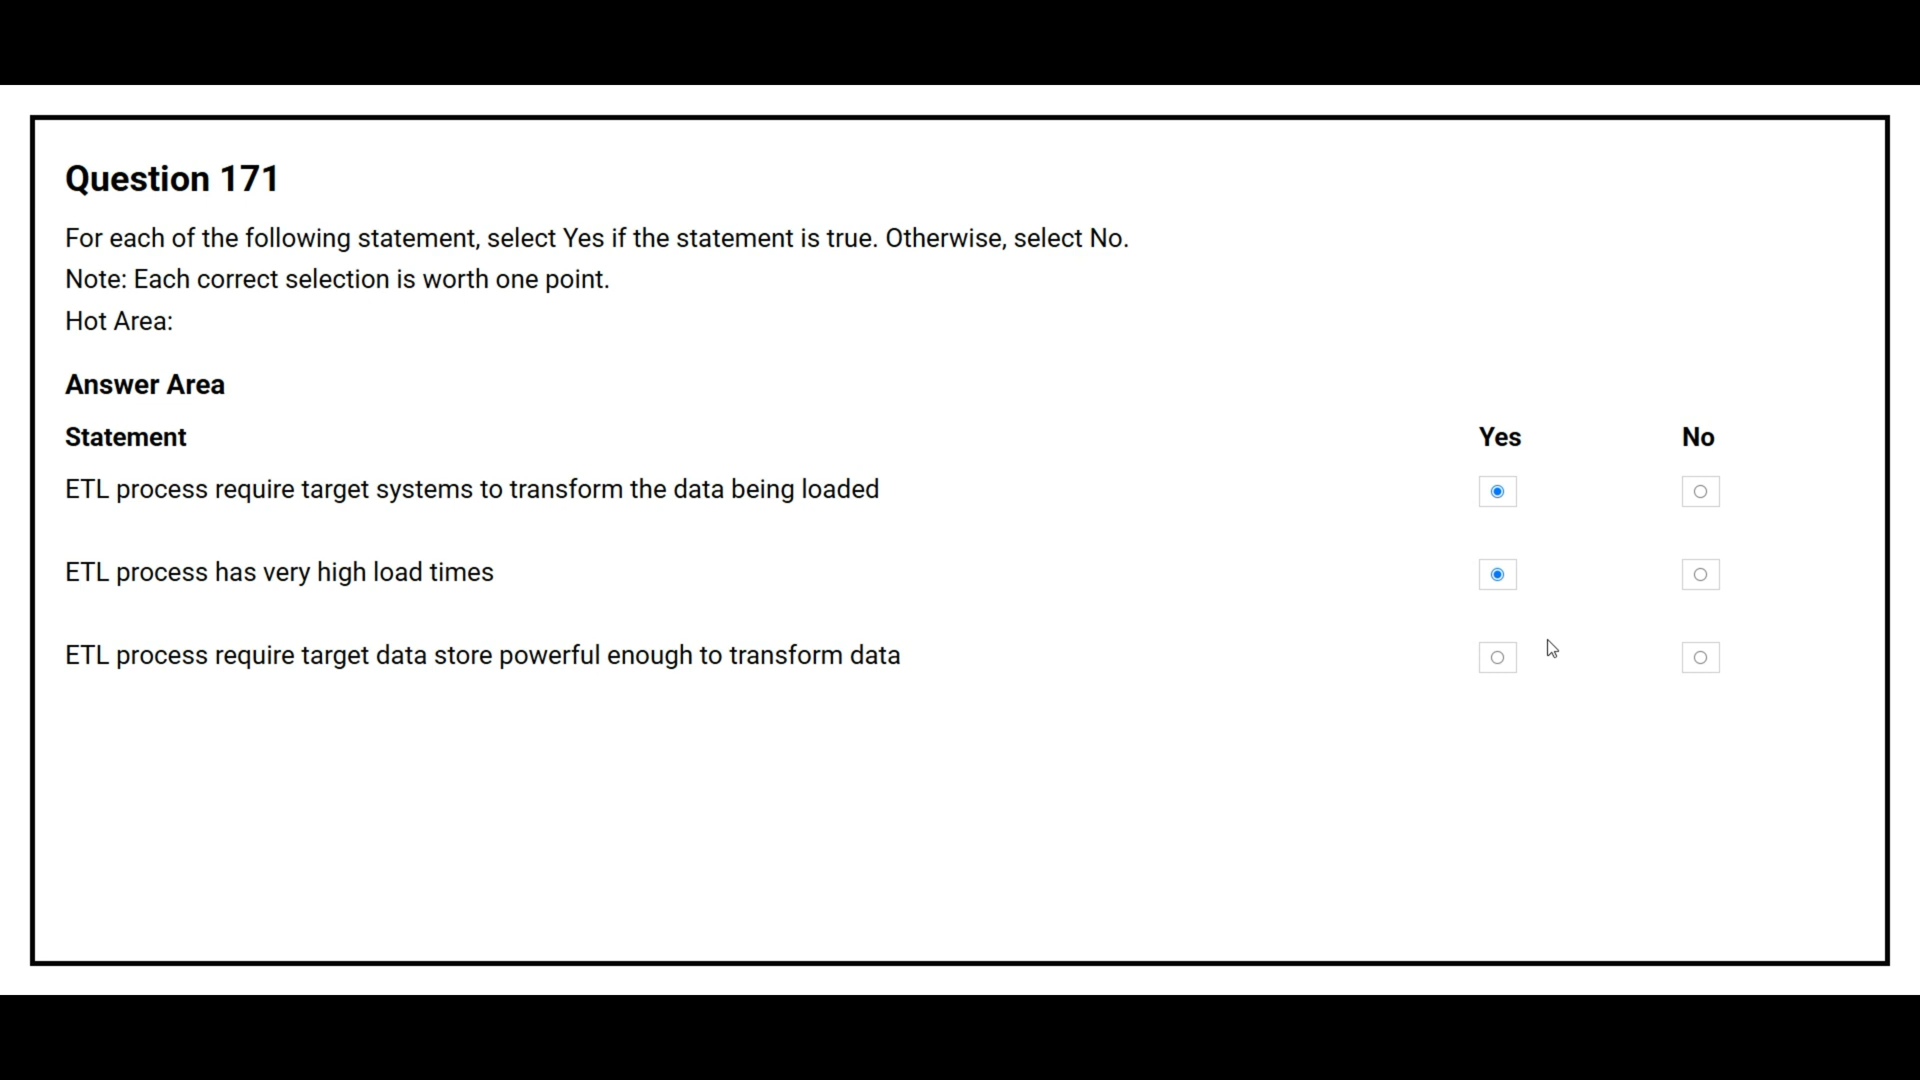 Question 171
For each of the following statement, select Yes if the statement is true. Otherwise, select No.
Note: Each correct selection is worth one point.
Hot Area:
Answer Area
Statement Yes No
ETL process require target systems to transform the data being loaded
ETL process has very high load times
ETL process require target data store powerful enough to transform data